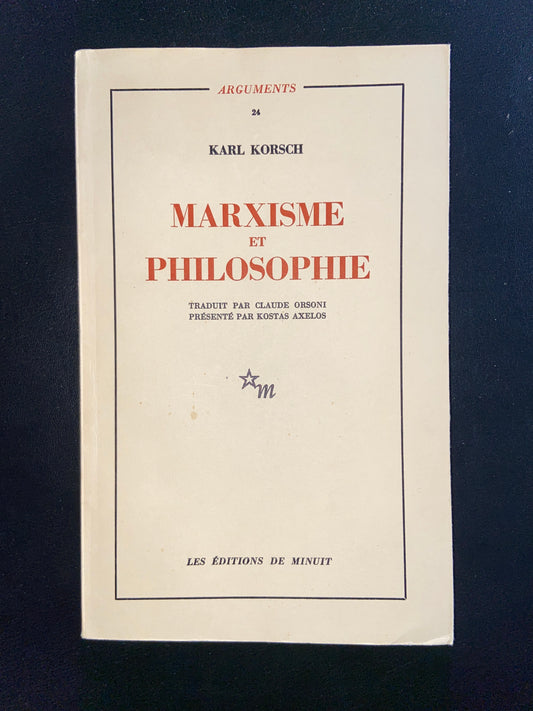 ARGUMENTS
24
KARL KORSCH
MARXISME
ET
PHILOSOPHIE
TRADUIT PAR CLAUDE ORSONI
PRÉSENTÉ PAR KOSTAS AXELOS
m
LES ÉDITIONS DE MINUIT